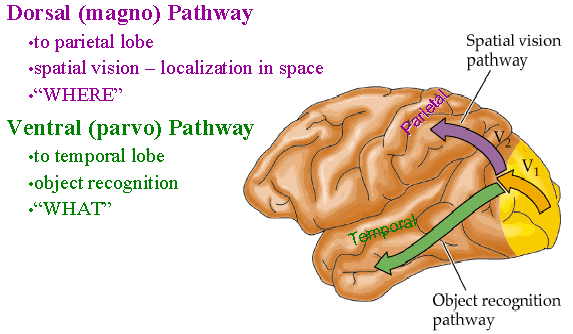 Dorsal (magno) Pathway
•to parietal lobe
•spatial vision – localization in space
•“WHERE”
Ventral (parvo) Pathway
•to temporal lobe
•object recognition
•“WHAT”
Spatial vision
pathway
Parietal
V2
V1
Temporal
Object recognition
pathway